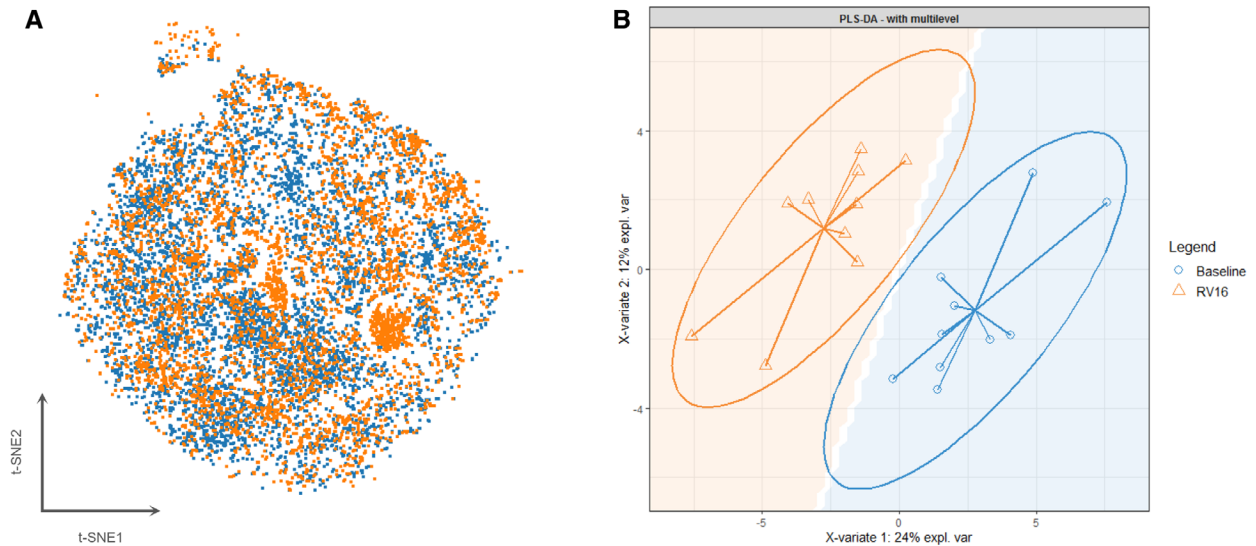 A
t-SNE2
t-SNE1
B
PLS-DA - with multilevel
X-variate 2: 12% expl. var
4
0
-4
-5
0
5
X-variate 1: 24% expl. var
Legend
Baseline
RV16